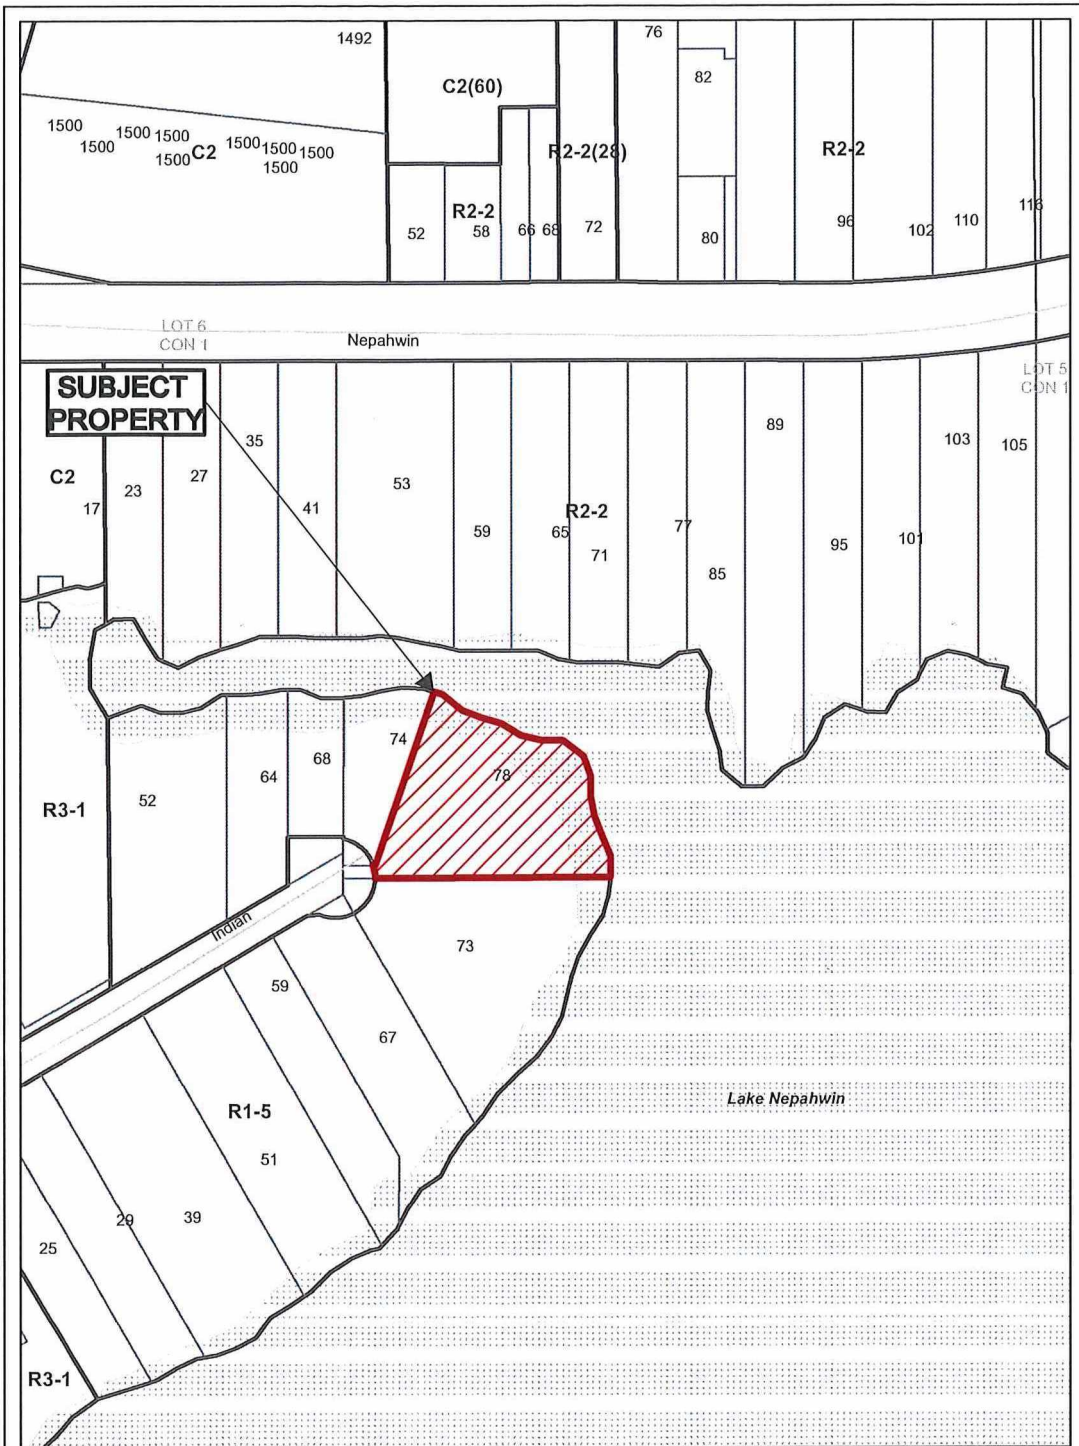 1492
C2(60)
76
82
1500
1500
1500
1500
1500
C2
1500
1500
1500
1500
R2-2(28)
R2-2
R2-2
52
58
66
68
72
80
96
102
110
116
LOT 6
CON 1
Nepahwin
LOT 5
CON 1
SUBJECT
PROPERTY
C2
17
23
27
35
41
53
59
65
R2-2
71
77
85
89
95
101
103
105
R3-1
52
64
68
74
78
Indian
73
59
67
R1-5
51
Lake Nepahwin
39
29
25
R3-1